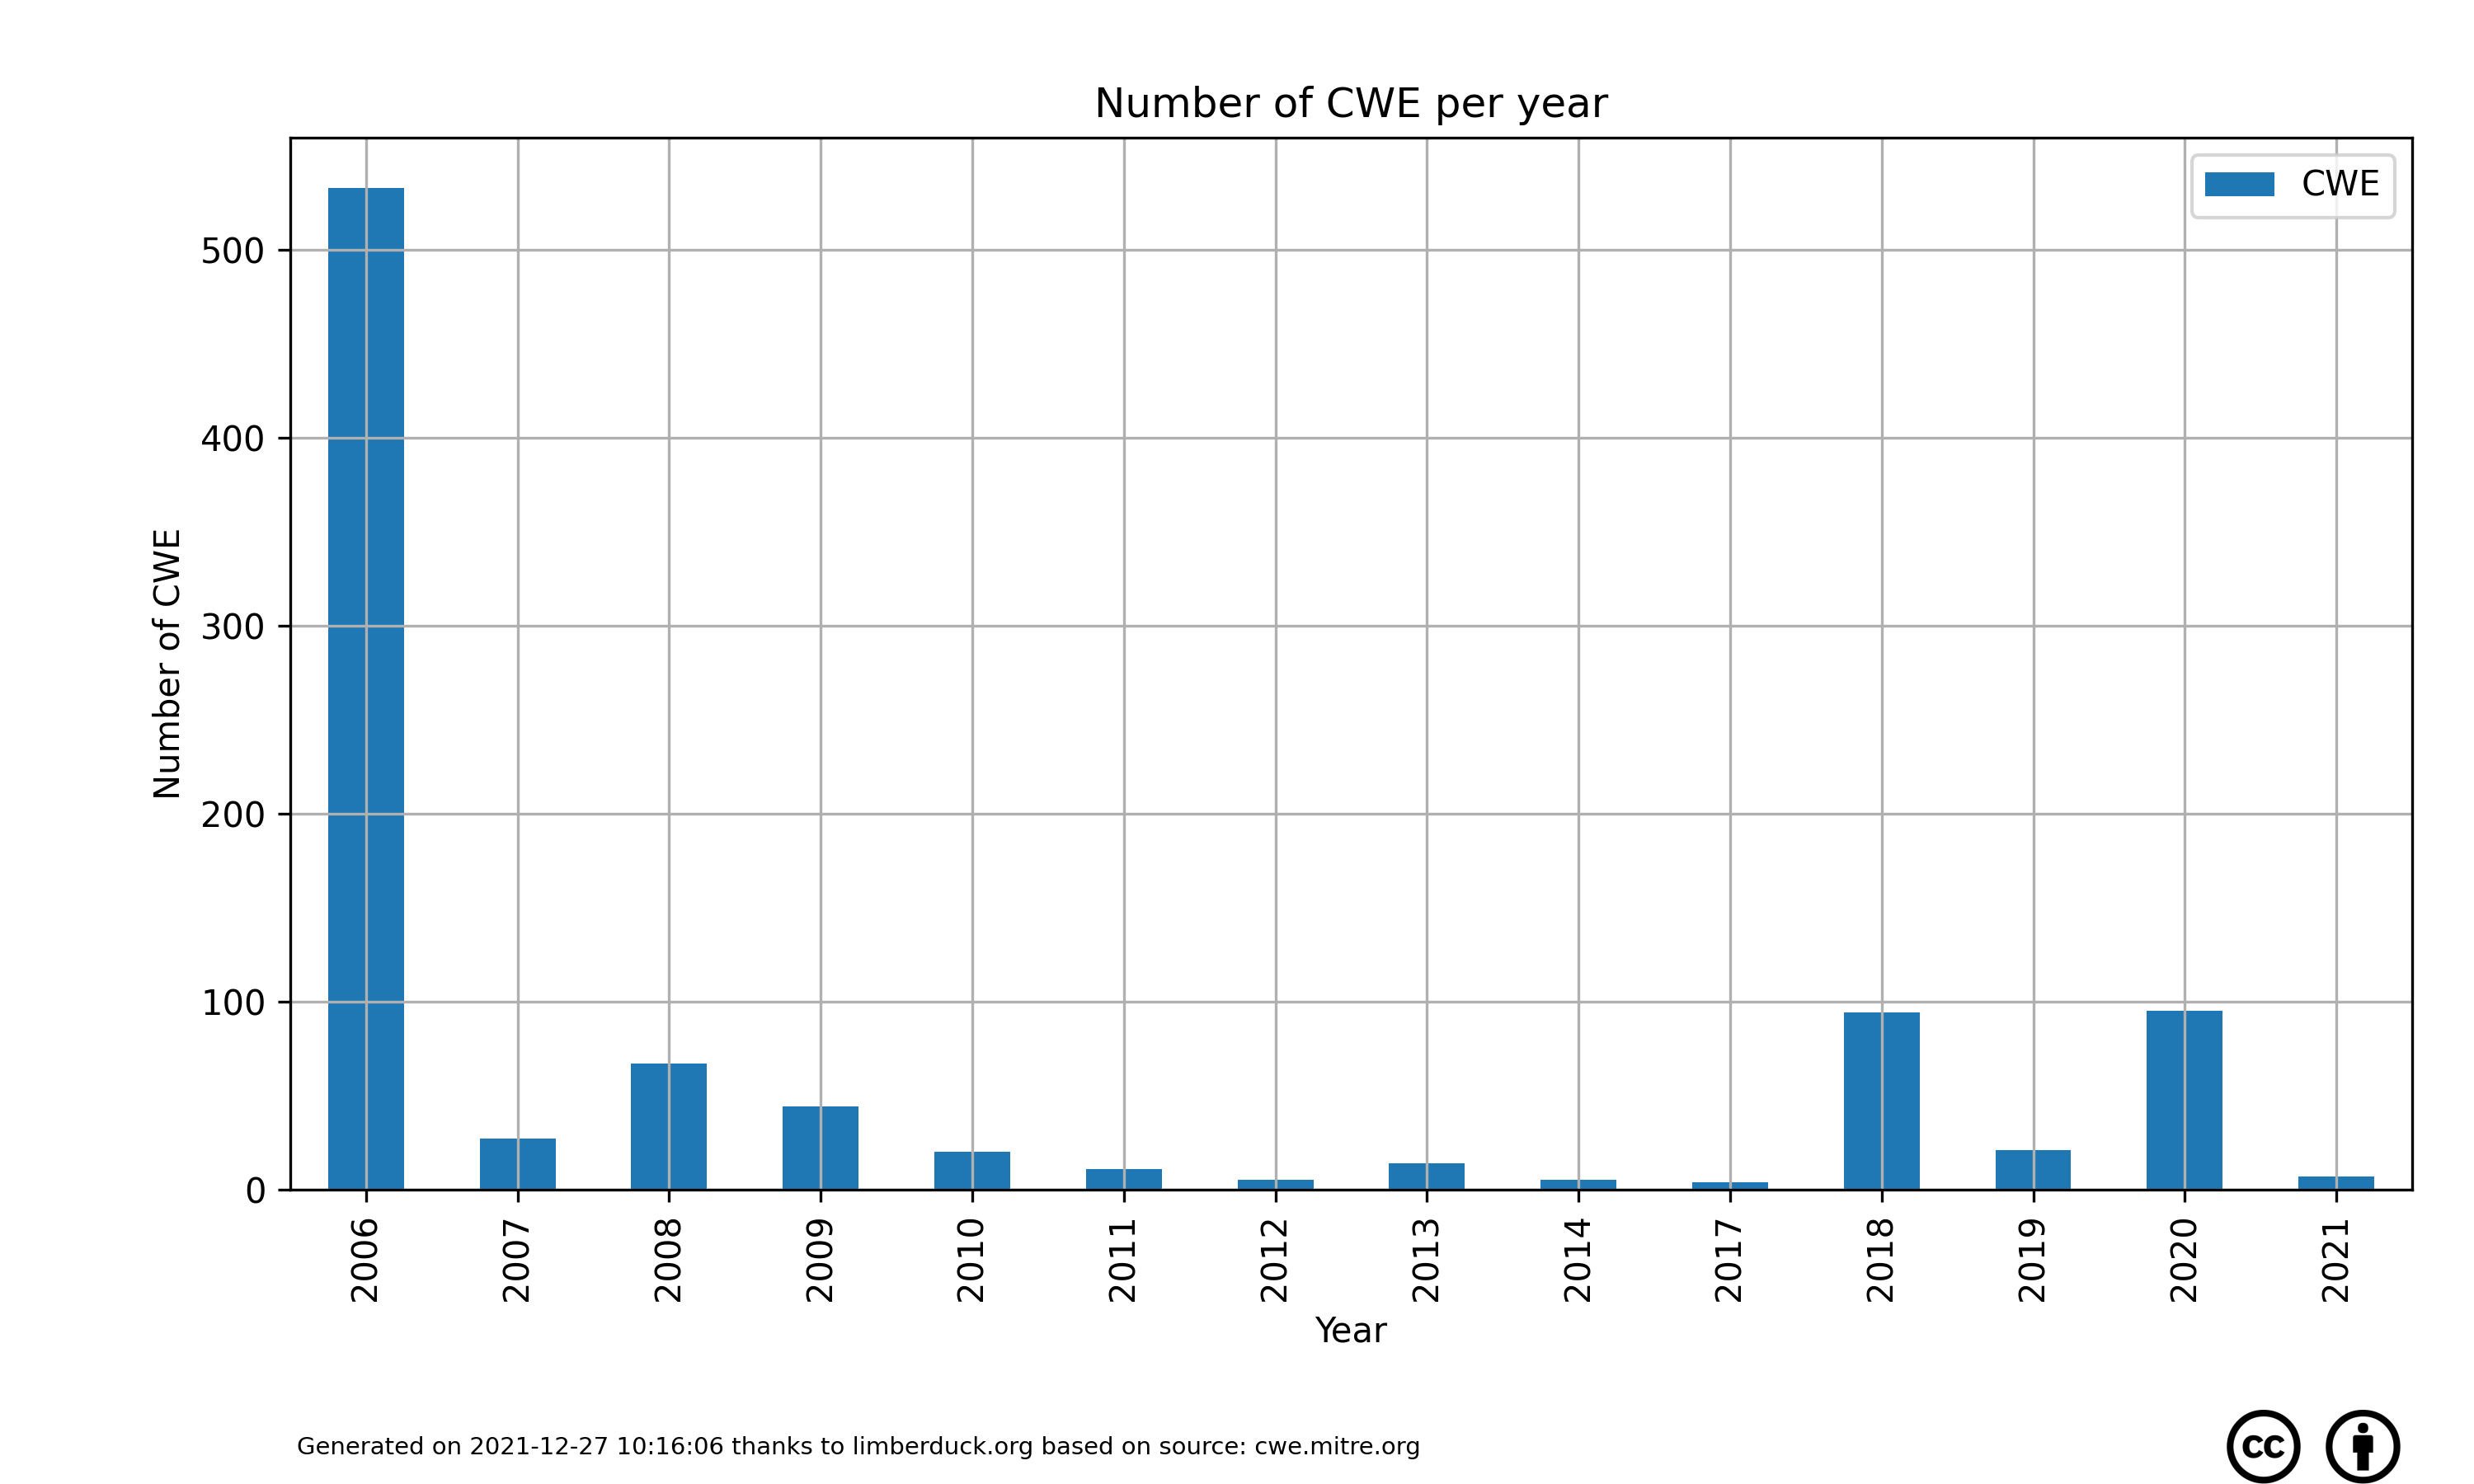 Number of CWE per year
CWE
Number of CWE
500
400
300
200
100
0
2006 2007 2008 2009 2010 2011 2012 2013 2014 2017 2018 2019 2020 2021
Year
Generated on 2021-12-27 10:16:06 thanks to limberduck.org based on source: cwe.mitre.org
cc